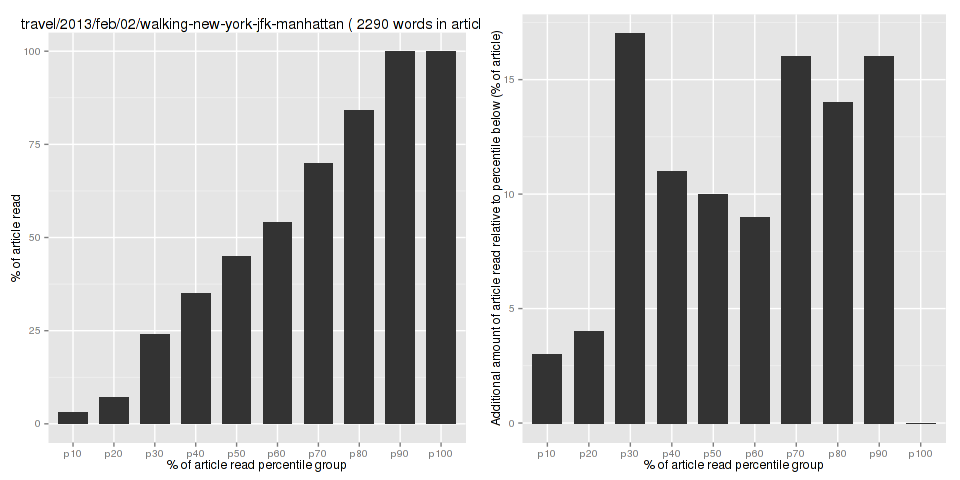 travel/2013/feb/02/walking-new-york-jfk-manhattan ( 2290 words in articl
% of article read
100
75
50
25
0
p10 p20 p30 p40 p50 p60 p70 p80 p90 p100
% of article read percentile group
Additional amount of article read relative to percentile below (% of article)
15
10
5
0
p10 p20 p30 p40 p50 p60 p70 p80 p90 p100
% of article read percentile group